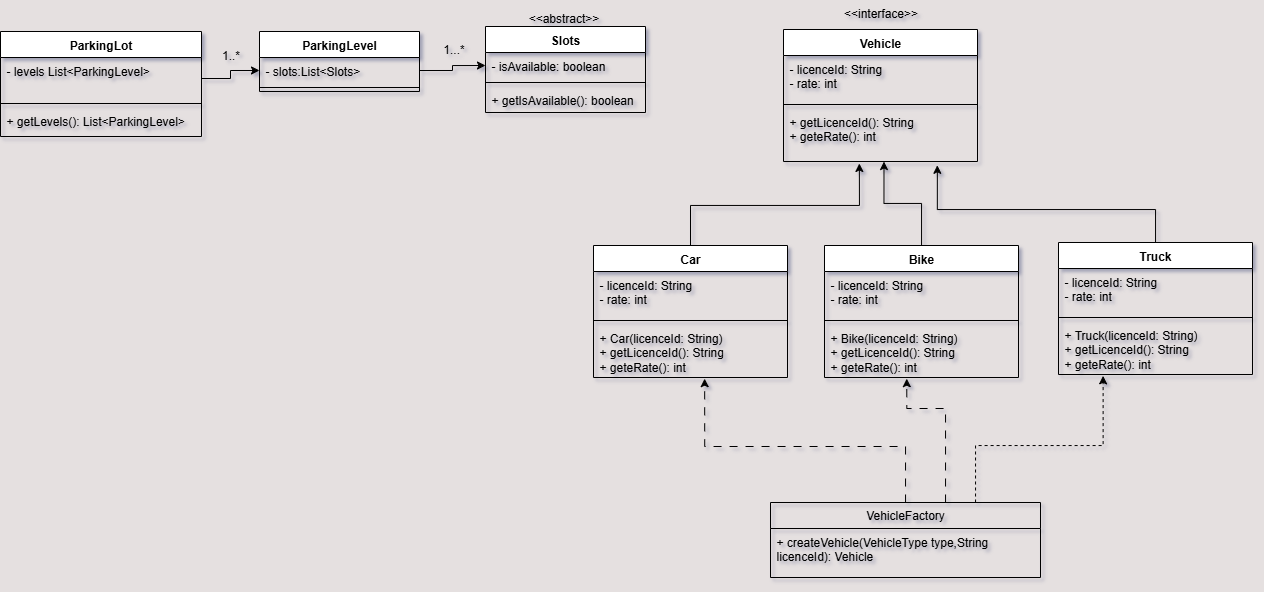 ParkingLot
- levels List<ParkingLevel>
+ getLevels(): List<ParkingLevel>
1..*
ParkingLevel
- slots:List<Slots>
1...*
<<abstract>>
Slots
- isAvailable: boolean
+ getIsAvailable(): boolean
<<interface>>
Vehicle
- licenceId: String
- rate: int
+ getLicenceId(): String
+ geteRate(): int
Car
- licenceId: String
- rate: int
+ Car(licenceId: String)
+ getLicenceId(): String
+ geteRate(): int
Bike
- licenceId: String
- rate: int
+ Bike(licenceId: String)
+ getLicenceId(): String
+ geteRate(): int
Truck
- licenceId: String
- rate: int
+ Truck(licenceId: String)
+ getLicenceId(): String
+ geteRate(): int
VehicleFactory
+ createVehicle(VehicleType type,String
licenceId): Vehicle